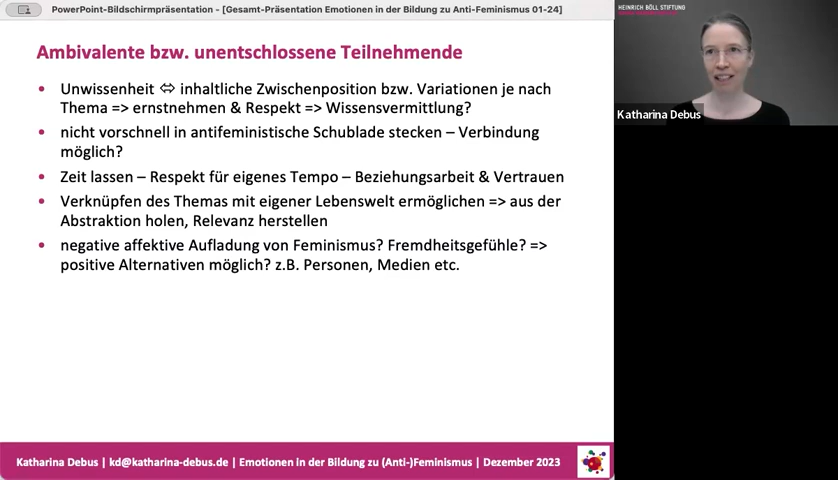 PowerPoint-Bildschirmpräsentation - [Gesamt-Präsentation Emotionen in der Bildung zu Anti-Feminismus 01-24]
HEINRICH BÖLL STIFTUNG
Ambivalente bzw. unentschlossene Teilnehmende
• Unwissenheit ⇔ inhaltliche Zwischenposition bzw. Variationen je nach
Thema => ernstnehmen & Respekt => Wissensvermittlung?
• nicht vorschnell in antifeministische Schublade stecken – Verbindung
möglich?
• Zeit lassen – Respekt für eigenes Tempo – Beziehungsarbeit & Vertrauen
• Verknüpfen des Themas mit eigener Lebenswelt ermöglichen => aus der
Abstraktion holen, Relevanz herstellen
• negative affektive Aufladung von Feminismus? Fremdheitsgefühle? =>
positive Alternativen möglich? z.B. Personen, Medien etc.
Katharina Debus
Katharina Debus | kd@katharina-debus.de | Emotionen in der Bildung zu (Anti-)Feminismus | Dezember 2023